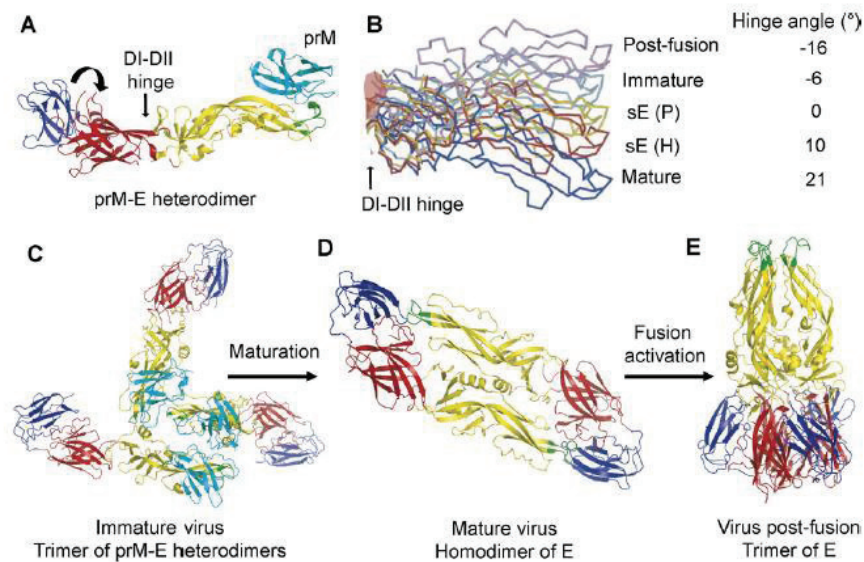 A
prM
DI-DII
hinge
prM-E heterodimer
B
Hinge angle (°)
Post-fusion -16
Immature -6
sE (P) 0
sE (H) 10
Mature 21
DI-DII hinge
C
Maturation
Immature virus
Trimer of prM-E heterodimers
D
Fusion
activation
Mature virus
Homodimer of E
E
Virus post-fusion
Trimer of E